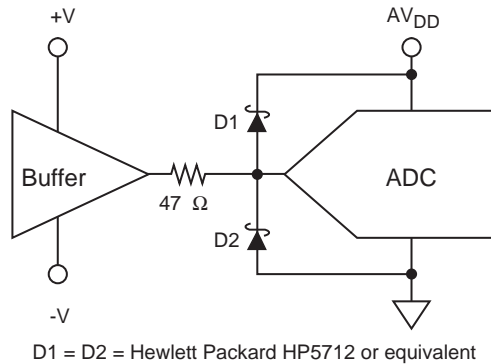 +V
AVDD
D1
Buffer
ADC
47 Ω
D2
-V
D1 = D2 = Hewlett Packard HP5712 or equivalent